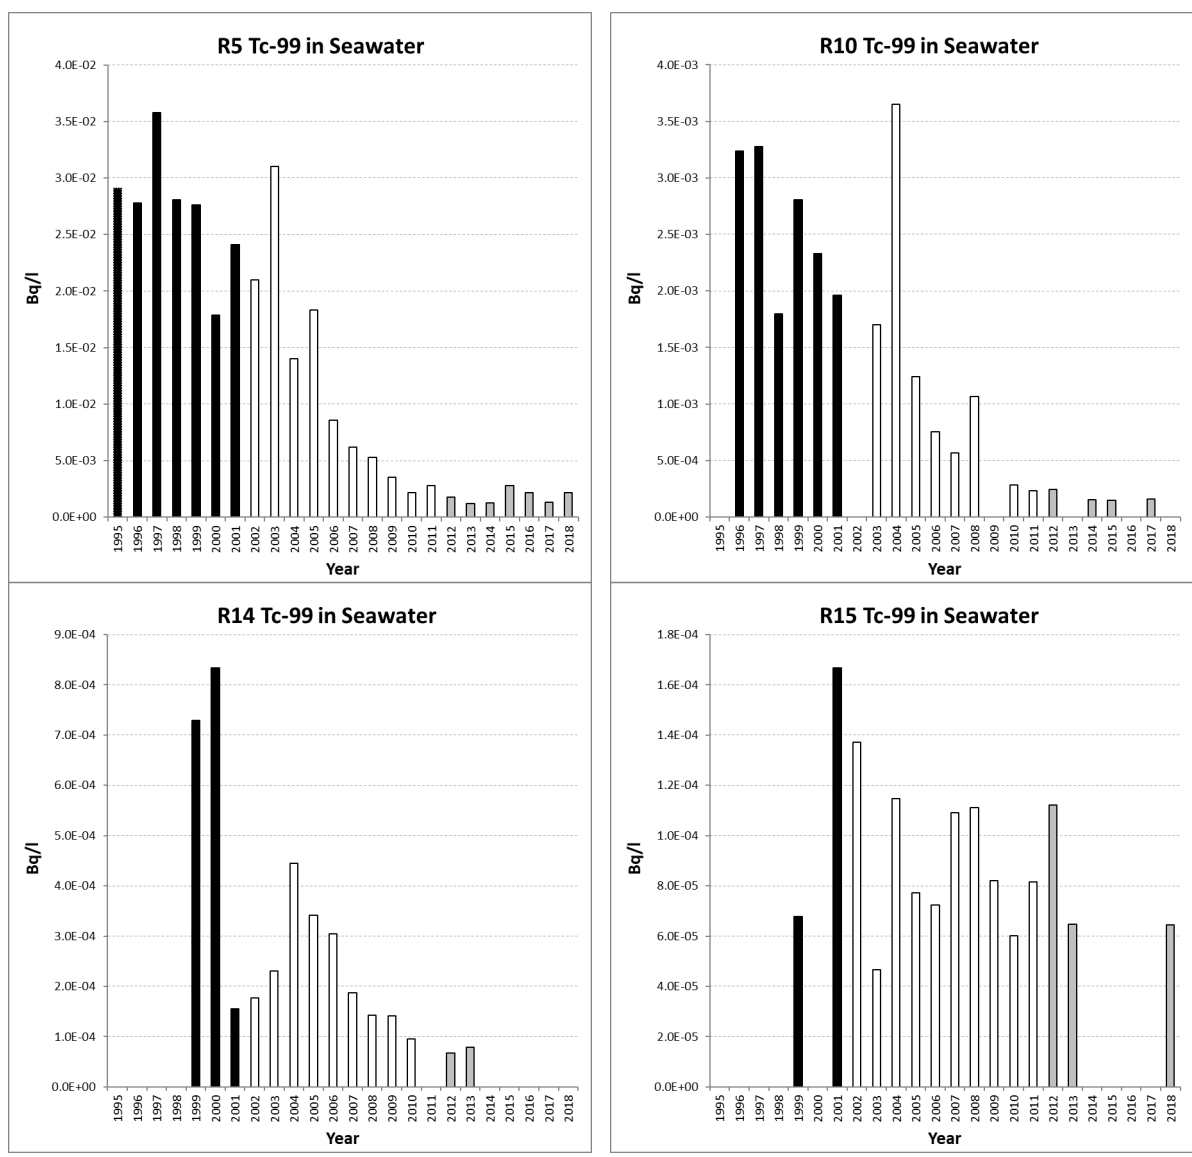 R5 Tc-99 in Seawater
4.0E-02
3.5E-02
3.0E-02
2.5E-02
2.0E-02
1.5E-02
1.0E-02
5.0E-03
0.0E+00
Bq/l
1995 1996 1997 1998 1999 2000 2001 2002 2003 2004 2005 2006 2007 2008 2009 2010 2011 2012 2013 2014 2015 2016 2017 2018
Year
R10 Tc-99 in Seawater
4.0E-03
3.5E-03
3.0E-03
2.5E-03
2.0E-03
1.5E-03
1.0E-03
5.0E-04
0.0E+00
Bq/l
1995 1996 1997 1998 1999 2000 2001 2002 2003 2004 2005 2006 2007 2008 2009 2010 2011 2012 2013 2014 2015 2016 2017 2018
Year
R14 Tc-99 in Seawater
9.0E-04
8.0E-04
7.0E-04
6.0E-04
5.0E-04
4.0E-04
3.0E-04
2.0E-04
1.0E-04
0.0E+00
Bq/l
1995 1996 1997 1998 1999 2000 2001 2002 2003 2004 2005 2006 2007 2008 2009 2010 2011 2012 2013 2014 2015 2016 2017 2018
Year
R15 Tc-99 in Seawater
1.8E-04
1.6E-04
1.4E-04
1.2E-04
1.0E-04
8.0E-05
6.0E-05
4.0E-05
2.0E-05
0.0E+00
Bq/l
1995 1996 1997 1998 1999 2000 2001 2002 2003 2004 2005 2006 2007 2008 2009 2010 2011 2012 2013 2014 2015 2016 2017 2018
Year